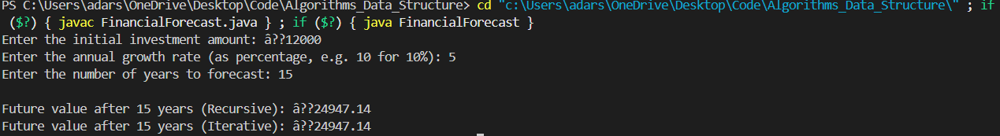 PS C:\Users\adars\OneDrive\Desktop\Code\Algorithms_Data_Structure> cd "c:\Users\adars\OneDrive\Desktop\Code\Algorithms_Data_Structure\" ; if
($?) { javac FinancialForecast.java } ; if ($?) { java FinancialForecast }
Enter the initial investment amount: â??12000
Enter the annual growth rate (as percentage, e.g. 10 for 10%): 5
Enter the number of years to forecast: 15
Future value after 15 years (Recursive): â??24947.14
Future value after 15 years (Iterative): â??24947.14